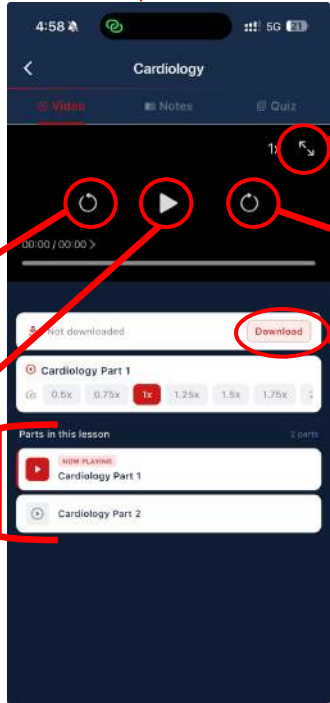 4:58
5G 21
Cardiology
Video
Notes
Quiz
1x
00:00 / 00:00 >
Not downloaded
Download
Cardiology Part 1
0.5x 0.75x 1x 1.25x 1.5x 1.75x
Parts in this lesson
2 parts
NOW PLAYING
Cardiology Part 1
Cardiology Part 2